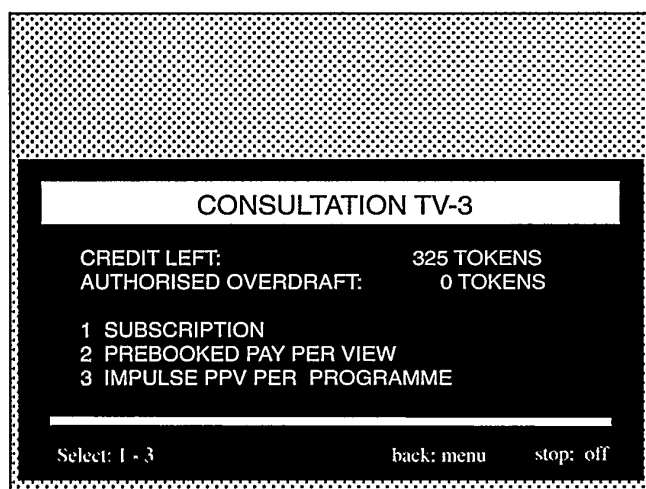 CONSULTATION TV-3
CREDIT LEFT: 325 TOKENS
AUTHORISED OVERDRAFT: 0 TOKENS
1 SUBSCRIPTION
2 PREBOOKED PAY PER VIEW
3 IMPULSE PPV PER PROGRAMME
Select: 1 - 3 back: menu stop: off